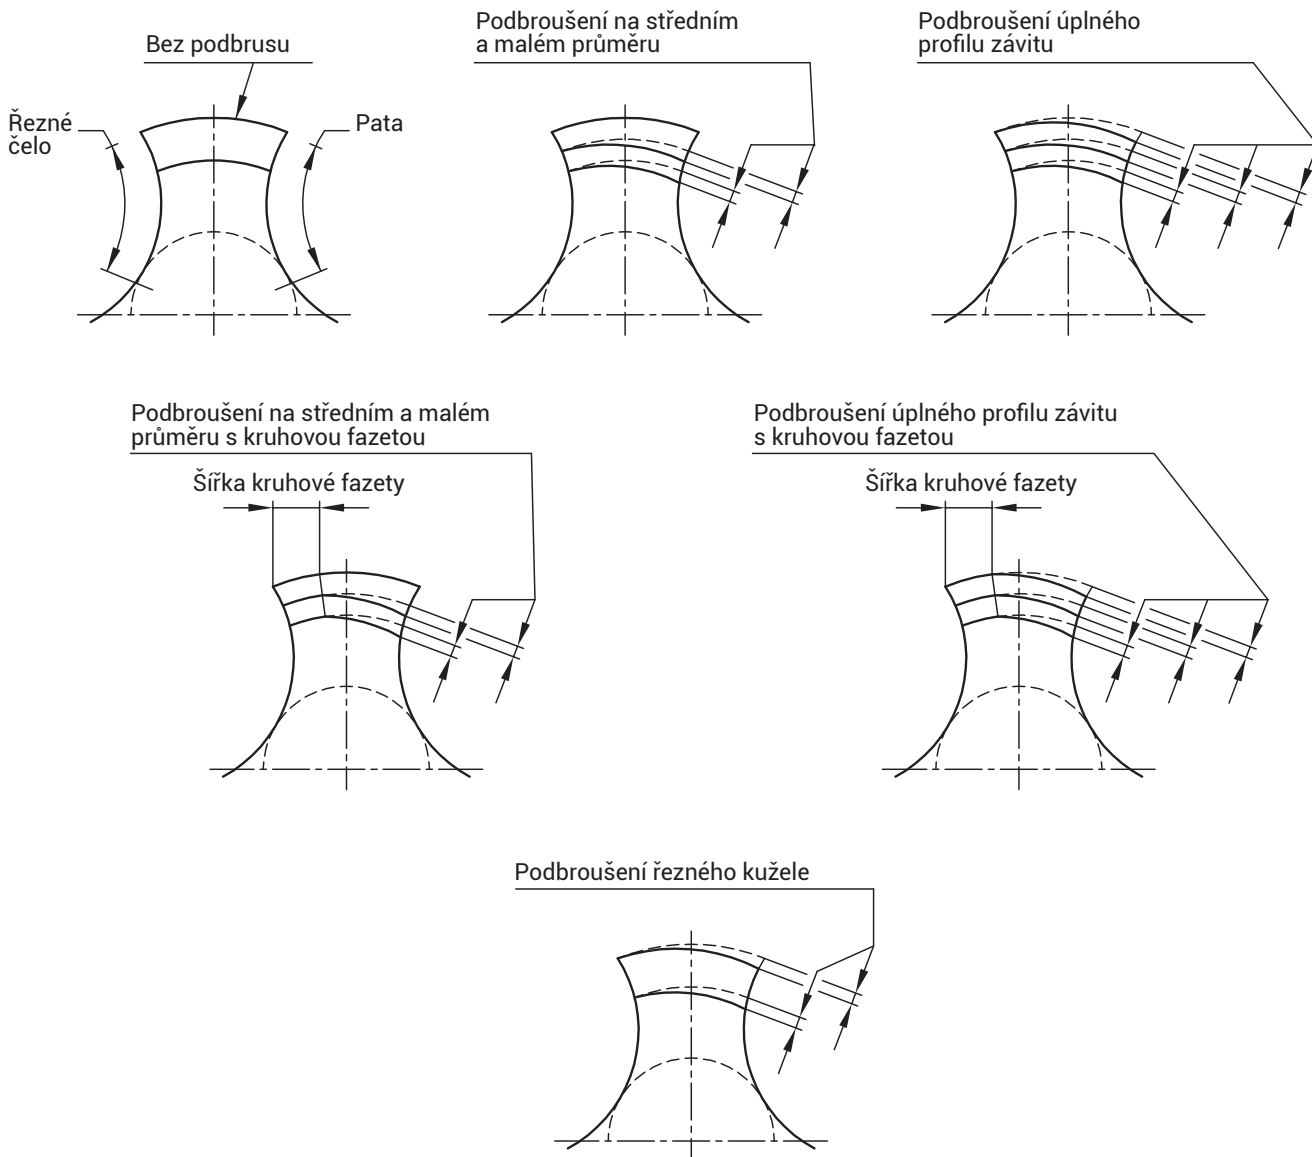 Bez podbrusu
Podbroušení na středním
a malém průměru
Podbroušení úplného
profilu závitu
Řezné
čelo
Pata
Podbroušení na středním a malém
průměru s kruhovou fazetou
Šířka kruhové fazety
Podbroušení úplného profilu závitu
s kruhovou fazetou
Šířka kruhové fazety
Podbroušení řezného kužele